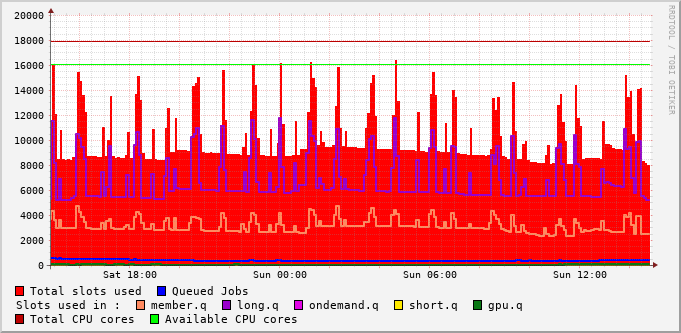 20000
18000
16000
14000
12000
10000
8000
6000
4000
2000
0
Sat 18:00 Sun 00:00 Sun 06:00 Sun 12:00
RRDTOOL / TOBI OETIKER
Total slots used Queued Jobs
Slots used in : member.q long.q ondemand.q short.q gpu.q
Total CPU cores Available CPU cores